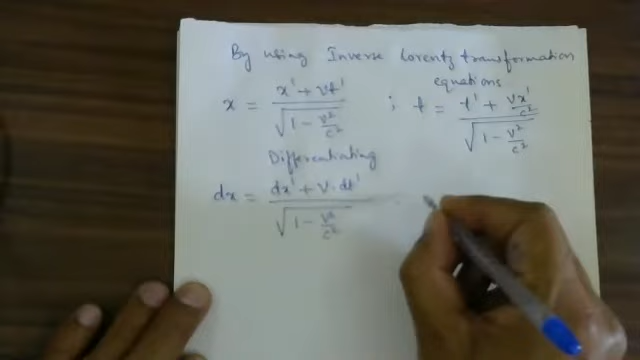 By using Inverse Lorentz transformation
equations
x = x' + vt' / √(1 − v²/c²) ; t = t' + vx'/c² / √(1 − v²/c²)
Differentiating
dx = dx' + v·dt' / √(1 − v²/c²)